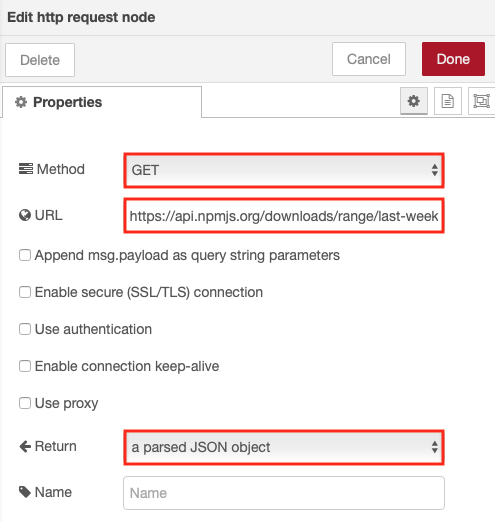 Edit http request node
Delete
Cancel
Done
Properties
Method
GET
URL
https://api.npmjs.org/downloads/range/last-week
Append msg.payload as query string parameters
Enable secure (SSL/TLS) connection
Use authentication
Enable connection keep-alive
Use proxy
Return
a parsed JSON object
Name
Name